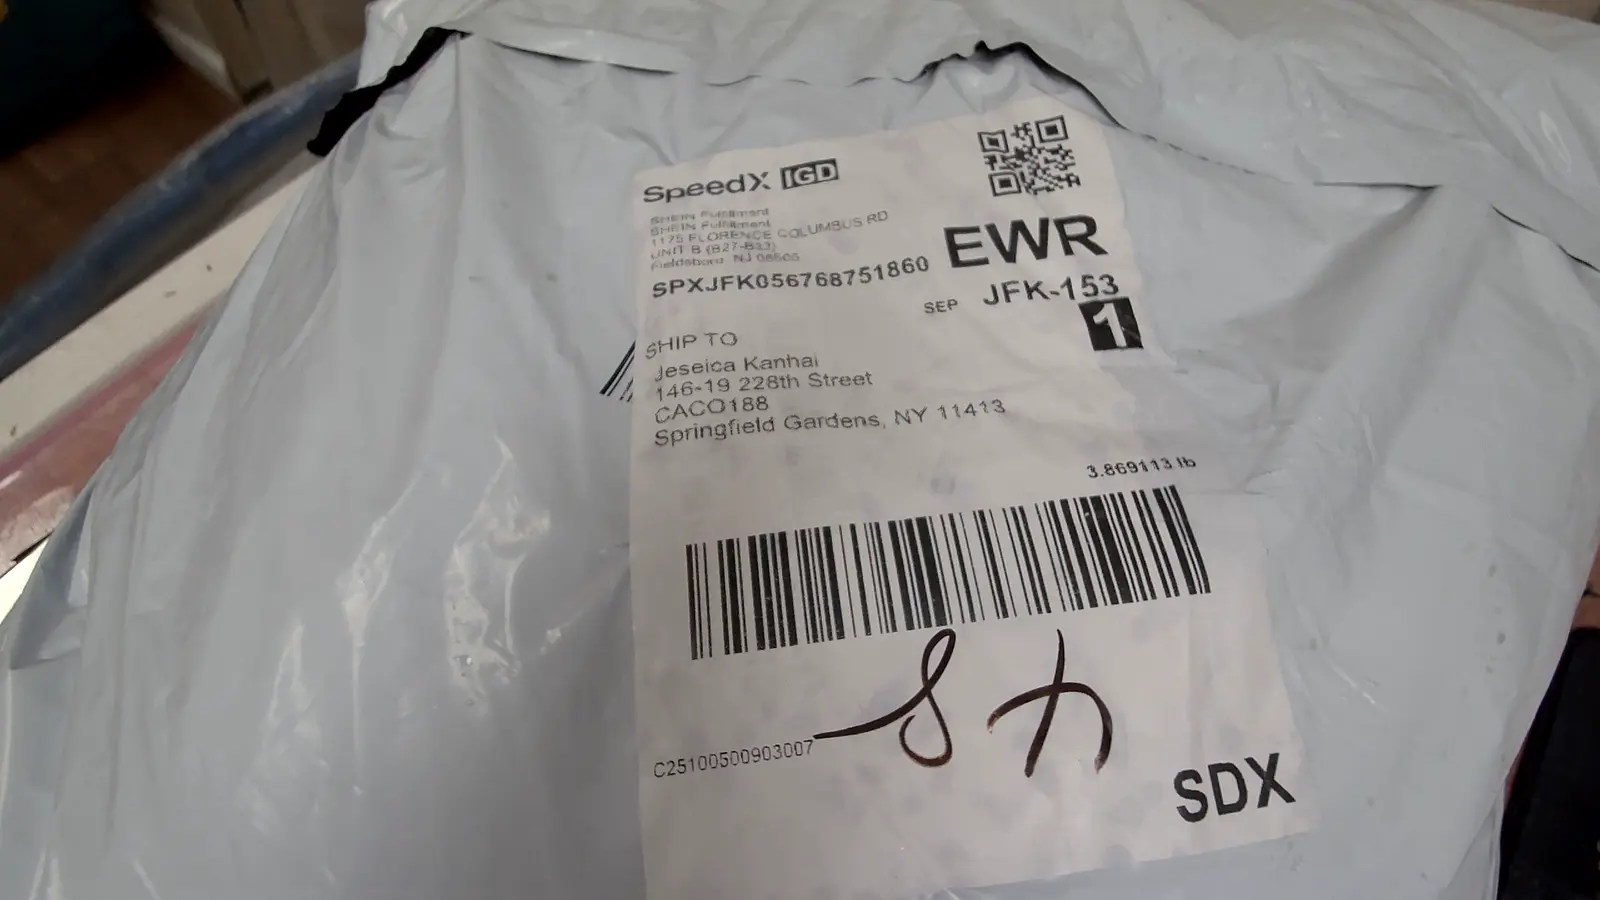 SpeedX IGD
SHEIN Fulfillment
SHEIN Fulfillment
1175 FLORENCE COLUMBUS RD
UNIT B (B27-B33)
Fieldsboro NJ 08505
SPXJFK056768751860
EWR
SEP JFK-153
1
SHIP TO
Jeseica Kanhai
146-19 228th Street
CACO188
Springfield Gardens, NY 11413
3.869113 lb
C25100500903007
SDX